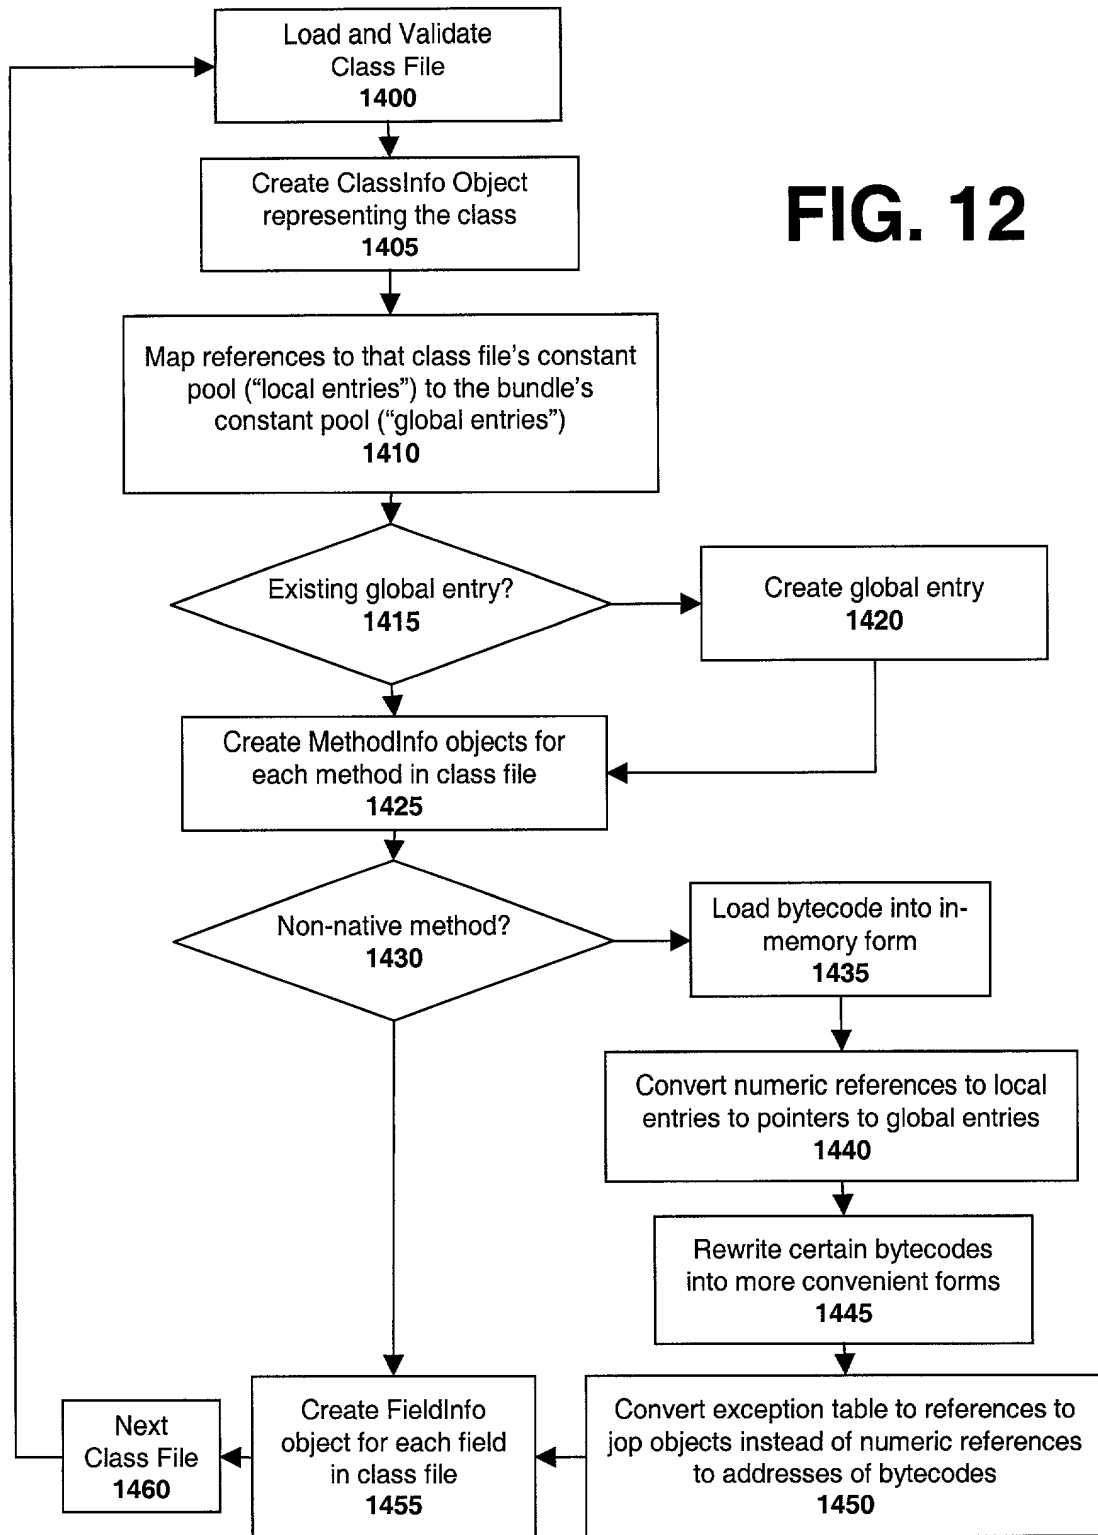 Load and Validate
Class File
1400
Create ClassInfo Object
representing the class
1405
FIG. 12
Map references to that class file's constant
pool ("local entries") to the bundle's
constant pool ("global entries")
1410
Existing global entry?
1415
Create global entry
1420
Create MethodInfo objects for
each method in class file
1425
Non-native method?
1430
Load bytecode into in-
memory form
1435
Convert numeric references to local
entries to pointers to global entries
1440
Rewrite certain bytecodes
into more convenient forms
1445
Next
Class File
1460
Create FieldInfo
object for each field
in class file
1455
Convert exception table to references to
jop objects instead of numeric references
to addresses of bytecodes
1450